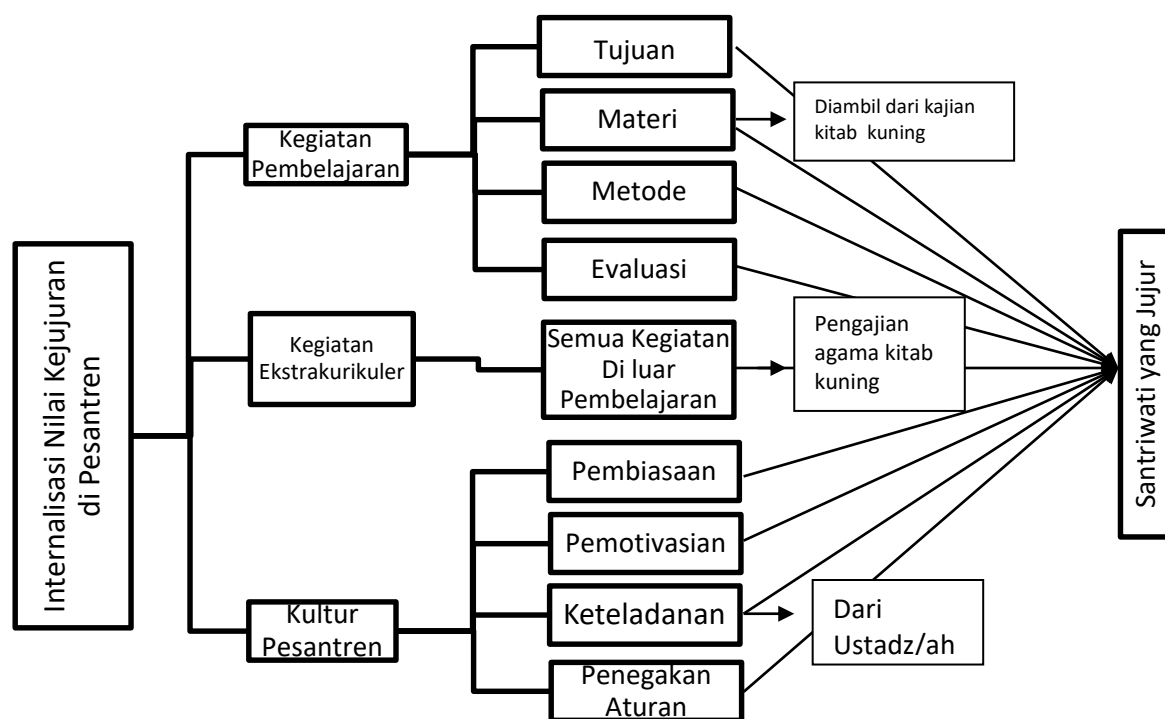 Internalisasi Nilai Kejujuran
di Pesantren
Kegiatan
Pembelajaran
Tujuan
Materi
Diambil dari kajian
kitab kuning
Metode
Evaluasi
Kegiatan
Ekstrakurikuler
Semua Kegiatan
Di luar
Pembelajaran
Pengajian
agama kitab
kuning
Kultur
Pesantren
Pembiasaan
Pemotivasian
Keteladanan
Dari
Ustadz/ah
Penegakan
Aturan
Santriwati yang Jujur